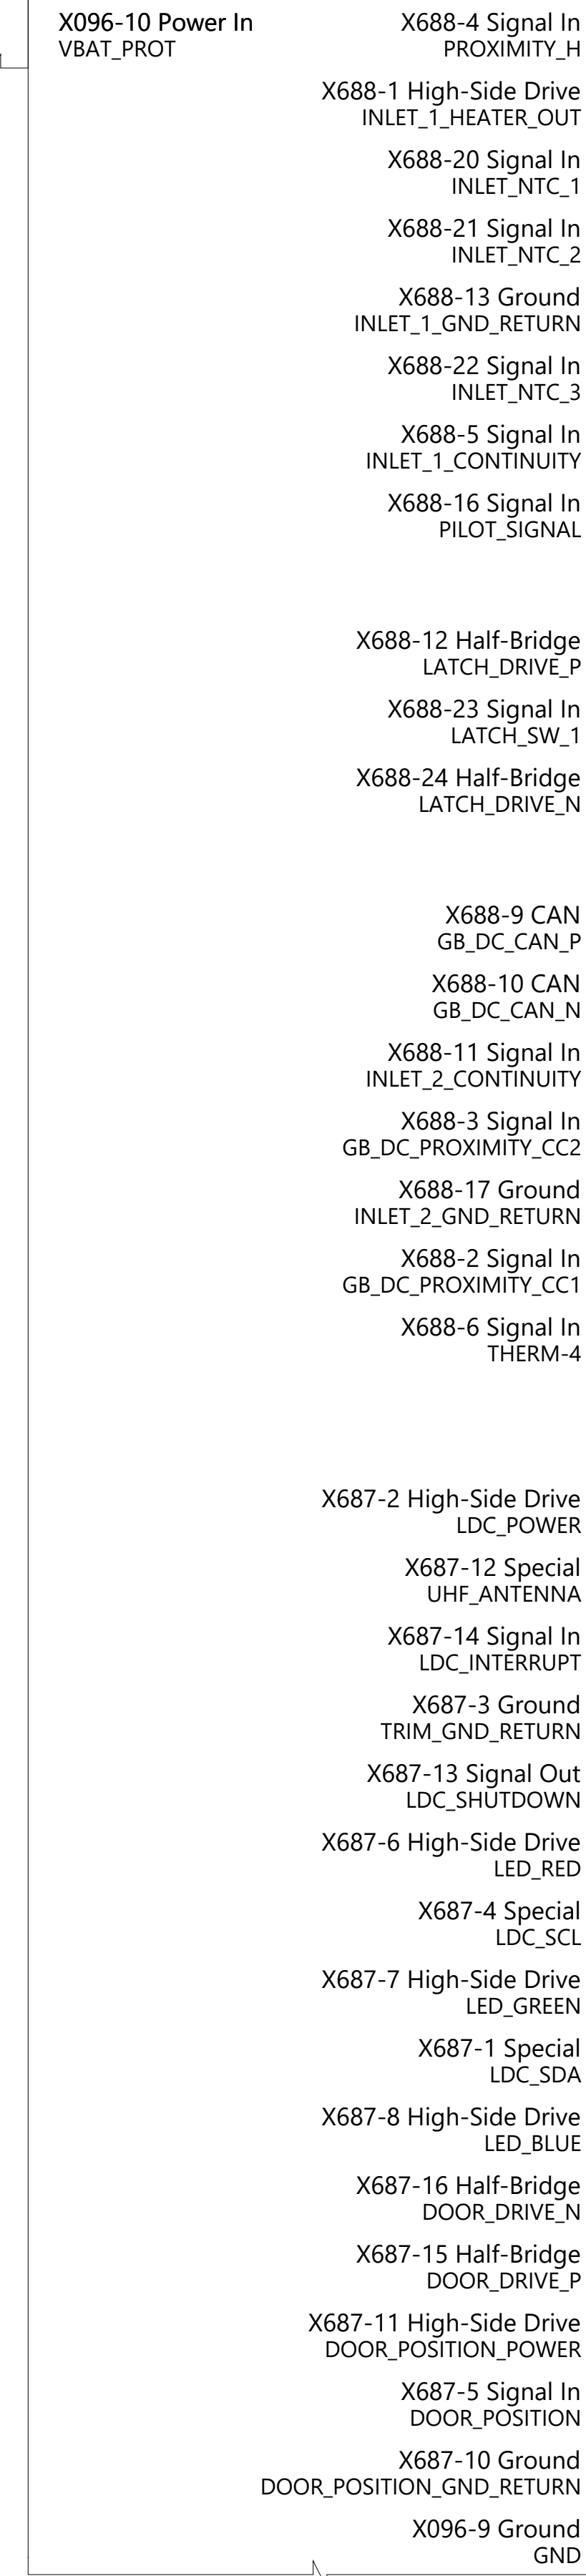 X096-10 Power In
VBAT_PROT
X688-4 Signal In
PROXIMITY_H
X688-1 High-Side Drive
INLET_1_HEATER_OUT
X688-20 Signal In
INLET_NTC_1
X688-21 Signal In
INLET_NTC_2
X688-13 Ground
INLET_1_GND_RETURN
X688-22 Signal In
INLET_NTC_3
X688-5 Signal In
INLET_1_CONTINUITY
X688-16 Signal In
PILOT_SIGNAL
X688-12 Half-Bridge
LATCH_DRIVE_P
X688-23 Signal In
LATCH_SW_1
X688-24 Half-Bridge
LATCH_DRIVE_N
X688-9 CAN
GB_DC_CAN_P
X688-10 CAN
GB_DC_CAN_N
X688-11 Signal In
INLET_2_CONTINUITY
X688-3 Signal In
GB_DC_PROXIMITY_CC2
X688-17 Ground
INLET_2_GND_RETURN
X688-2 Signal In
GB_DC_PROXIMITY_CC1
X688-6 Signal In
THERM-4
X687-2 High-Side Drive
LDC_POWER
X687-12 Special
UHF_ANTENNA
X687-14 Signal In
LDC_INTERRUPT
X687-3 Ground
TRIM_GND_RETURN
X687-13 Signal Out
LDC_SHUTDOWN
X687-6 High-Side Drive
LED_RED
X687-4 Special
LDC_SCL
X687-7 High-Side Drive
LED_GREEN
X687-1 Special
LDC_SDA
X687-8 High-Side Drive
LED_BLUE
X687-16 Half-Bridge
DOOR_DRIVE_N
X687-15 Half-Bridge
DOOR_DRIVE_P
X687-11 High-Side Drive
DOOR_POSITION_POWER
X687-5 Signal In
DOOR_POSITION
X687-10 Ground
DOOR_POSITION_GND_RETURN
X096-9 Ground
GND